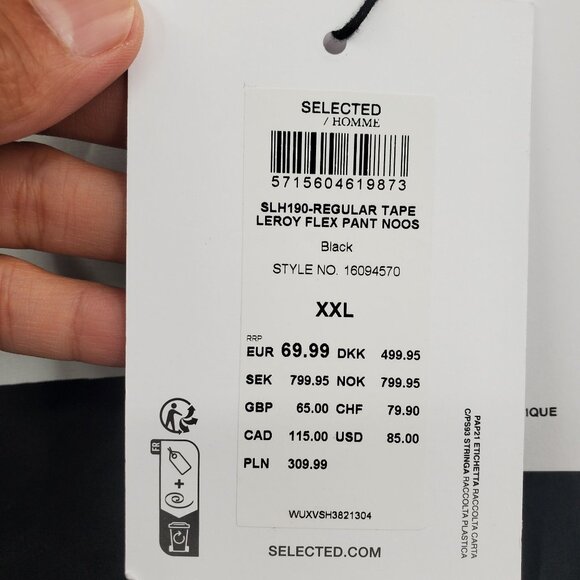 SELECTED
/ HOMME
5715604619873
SLH190-REGULAR TAPE
LEROY FLEX PANT NOOS
Black
STYLE NO. 16094570
XXL
RRP
EUR 69.99 DKK 499.95
SEK 799.95 NOK 799.95
GBP 65.00 CHF 79.90
CAD 115.00 USD 85.00
PLN 309.99
WUXVSH3821304
SELECTED.COM
FR
PAP21 ETICHETTA RACCOLTA CARTA
C/PS93 STRINGA RACCOLTA PLASTICA
IQUE